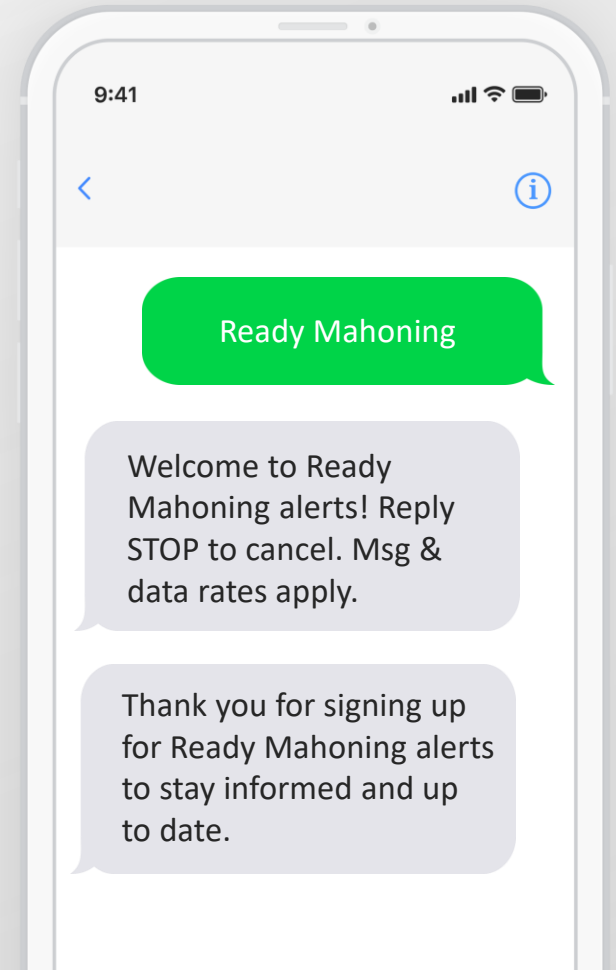 9:41
Ready Mahoning
Welcome to Ready
Mahoning alerts! Reply
STOP to cancel. Msg &
data rates apply.
Thank you for signing up
for Ready Mahoning alerts
to stay informed and up
to date.